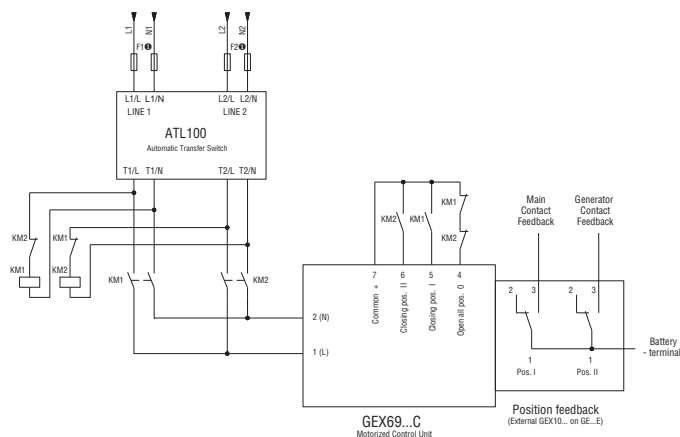 L1 N1 L2 N2
F1❶ F2❶
L1/L L1/N L2/L L2/N
LINE 1 LINE 2
ATL100
Automatic Transfer Switch
T1/L T1/N T2/L T2/N
KM2 KM1
KM1 KM2
KM1 KM2
KM2 KM1 KM1
KM2
7 6 5 4
Common +
Closing pos. II
Closing pos. I
Open all pos. 0
2 (N)
1 (L)
GEX69...C
Motorized Control Unit
Main
Contact
Feedback
Generator
Contact
Feedback
2 3 2 3
1 1
Pos. I Pos. II
Battery
- terminal
Position feedback
(External GEX10... on GE...E)